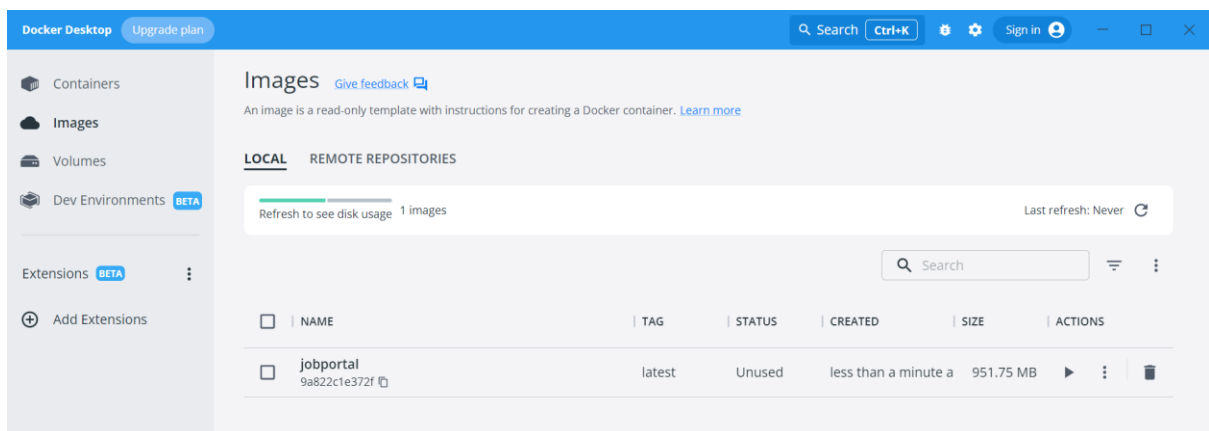 Docker Desktop Upgrade plan Search Ctrl+K Sign in
Containers
Images
Volumes
Dev Environments BETA
Extensions BETA
Add Extensions
Images Give feedback
An image is a read-only template with instructions for creating a Docker container. Learn more
LOCAL REMOTE REPOSITORIES
Refresh to see disk usage 1 images Last refresh: Never
Search
NAME TAG STATUS CREATED SIZE ACTIONS
jobportal latest Unused less than a minute a 951.75 MB
9a822c1e372f